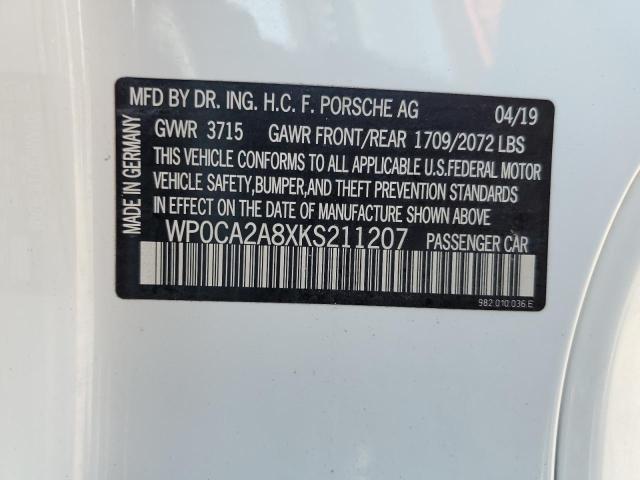 MADE IN GERMANY
MFD BY DR. ING. H.C. F. PORSCHE AG 04/19
GVWR 3715 GAWR FRONT/REAR 1709/2072 LBS
THIS VEHICLE CONFORMS TO ALL APPLICABLE U.S.FEDERAL MOTOR
VEHICLE SAFETY,BUMPER,AND THEFT PREVENTION STANDARDS
IN EFFECT ON THE DATE OF MANUFACTURE SHOWN ABOVE
WP0CA2A8XKS211207 PASSENGER CAR
982.010.036.E